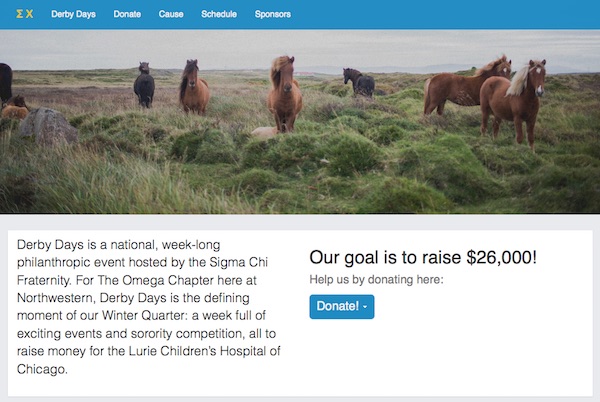 ΣΧ Derby Days Donate Cause Schedule Sponsors
Derby Days is a national, week-long
philanthropic event hosted by the Sigma Chi
Fraternity. For The Omega Chapter here at
Northwestern, Derby Days is the defining
moment of our Winter Quarter: a week full of
exciting events and sorority competition, all to
raise money for the Lurie Children's Hospital of
Chicago.
Our goal is to raise $26,000!
Help us by donating here:
Donate!